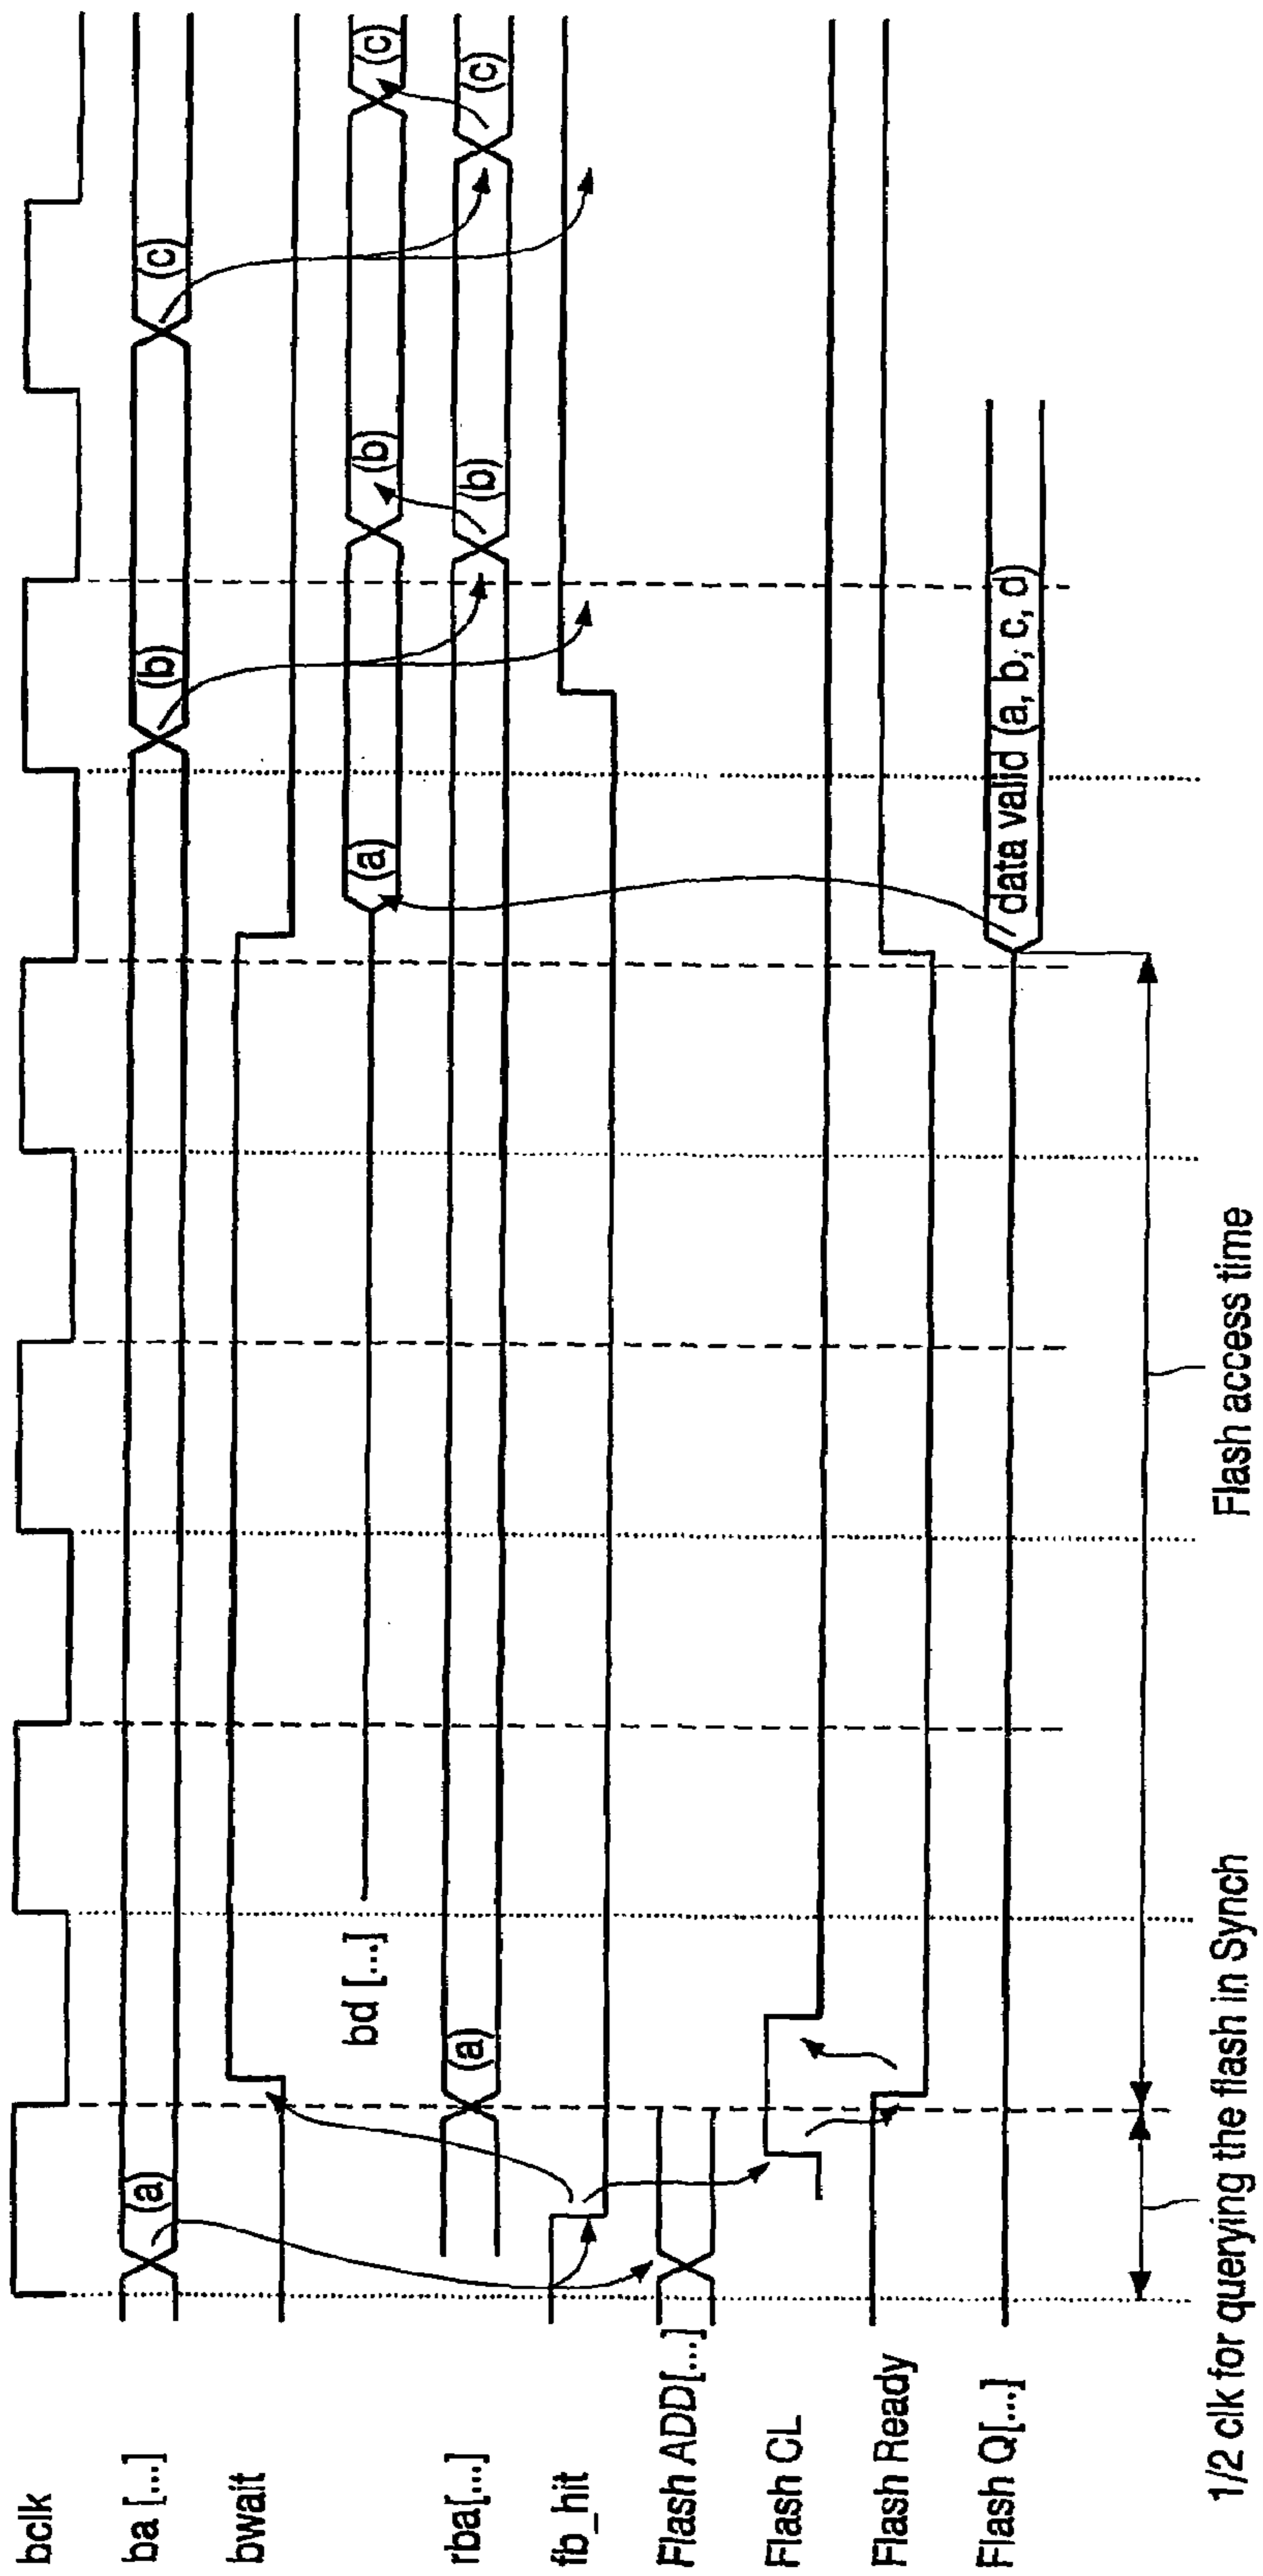 bclk
ba [...]
(a)
(b)
(c)
bwait
bd [...]
(a)
(b)
(c)
rba[...]
(a)
(b)
(c)
fib_hit
Flash ADD[...]
Flash CL
Flash Ready
Flash Q[...]
data valid (a, b, c, d)
1/2 clk for querying the flash in Synch
Flash access time